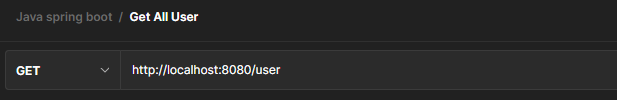 Java spring boot / Get All User
GET http://localhost:8080/user